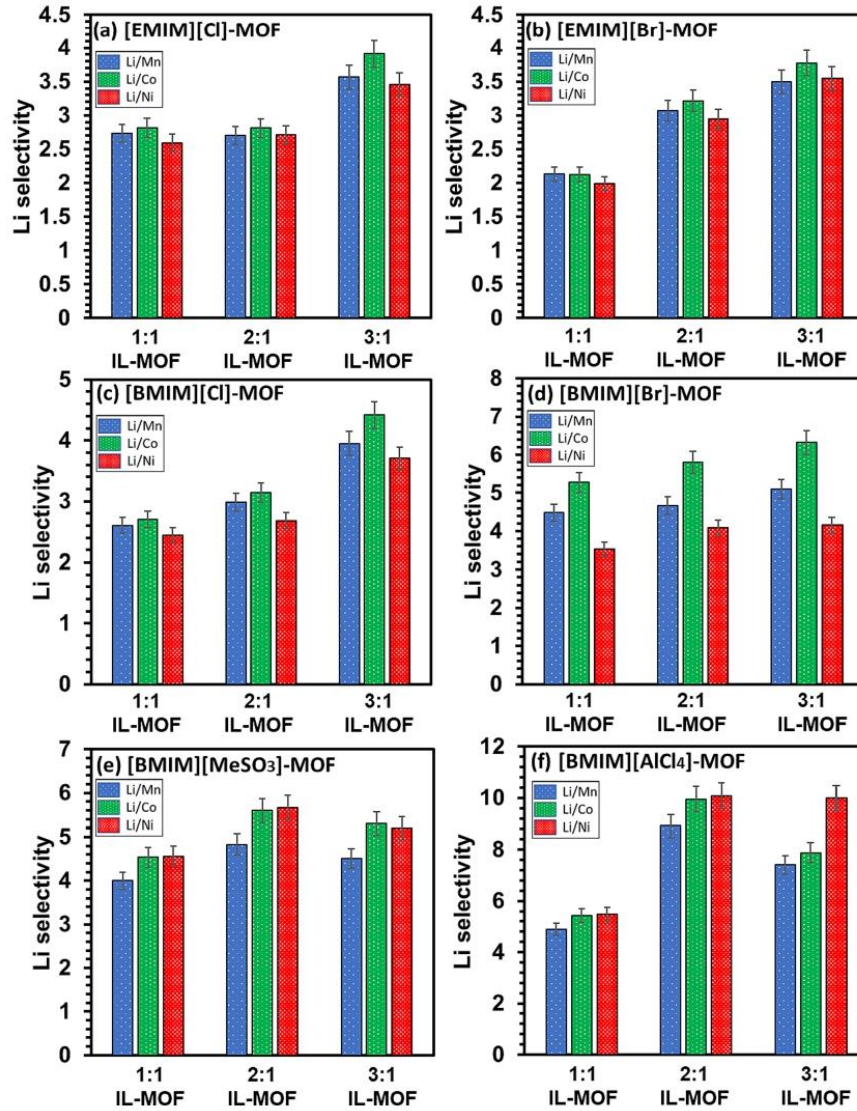 (a) [EMIM][Cl]-MOF
Li/Mn
Li/Co
Li/Ni
Li selectivity
4.5
4
3.5
3
2.5
2
1.5
1
0.5
0
1:1 2:1 3:1
IL-MOF IL-MOF IL-MOF
(b) [EMIM][Br]-MOF
Li/Mn
Li/Co
Li/Ni
Li selectivity
4.5
4
3.5
3
2.5
2
1.5
1
0.5
0
1:1 2:1 3:1
IL-MOF IL-MOF IL-MOF
(c) [BMIM][Cl]-MOF
Li/Mn
Li/Co
Li/Ni
Li selectivity
5
4
3
2
1
0
1:1 2:1 3:1
IL-MOF IL-MOF IL-MOF
(d) [BMIM][Br]-MOF
Li/Mn
Li/Co
Li/Ni
Li selectivity
8
7
6
5
4
3
2
1
0
1:1 2:1 3:1
IL-MOF IL-MOF IL-MOF
(e) [BMIM][MeSO₃]-MOF
Li/Mn
Li/Co
Li/Ni
Li selectivity
7
6
5
4
3
2
1
0
1:1 2:1 3:1
IL-MOF IL-MOF IL-MOF
(f) [BMIM][AlCl₄]-MOF
Li/Mn
Li/Co
Li/Ni
Li selectivity
12
10
8
6
4
2
0
1:1 2:1 3:1
IL-MOF IL-MOF IL-MOF